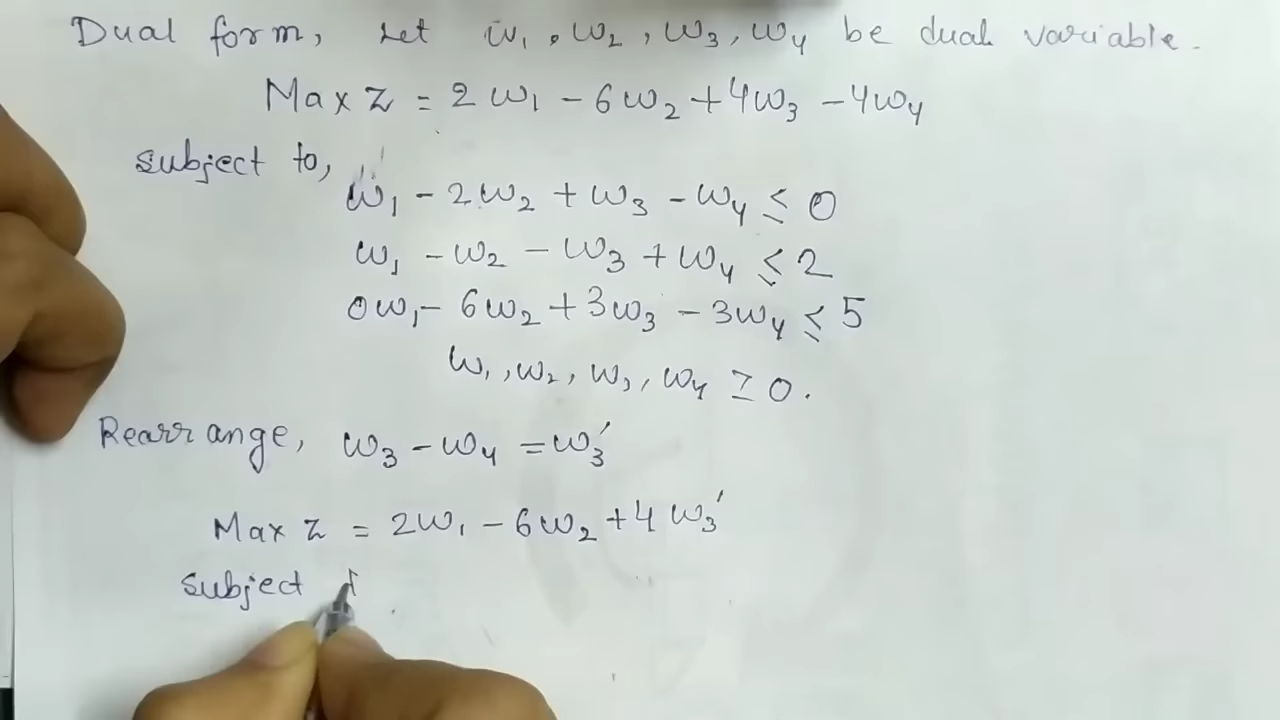 Dual form, Let w₁, w₂, w₃, w₄ be dual variable.
Max Z = 2w₁ - 6w₂ + 4w₃ - 4w₄
subject to,
w₁ - 2w₂ + w₃ - w₄ ≤ 0
w₁ - w₂ - w₃ + w₄ ≤ 2
0w₁ - 6w₂ + 3w₃ - 3w₄ ≤ 5
w₁, w₂, w₃, w₄ ≥ 0.
Rearrange, w₃ - w₄ = w₃′
Max Z = 2w₁ - 6w₂ + 4w₃′
Subject